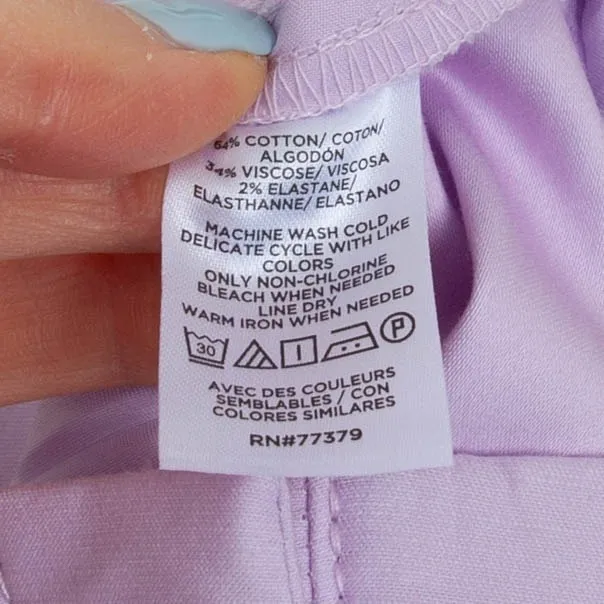 64% COTTON/ COTON/
ALGODÓN
34% VISCOSE/ VISCOSA
2% ELASTANE/
ELASTHANNE/ ELASTANO
MACHINE WASH COLD
DELICATE CYCLE WITH LIKE
COLORS
ONLY NON-CHLORINE
BLEACH WHEN NEEDED
LINE DRY
WARM IRON WHEN NEEDED
30 P
AVEC DES COULEURS
SEMBLABLES / CON
COLORES SIMILARES
RN#77379